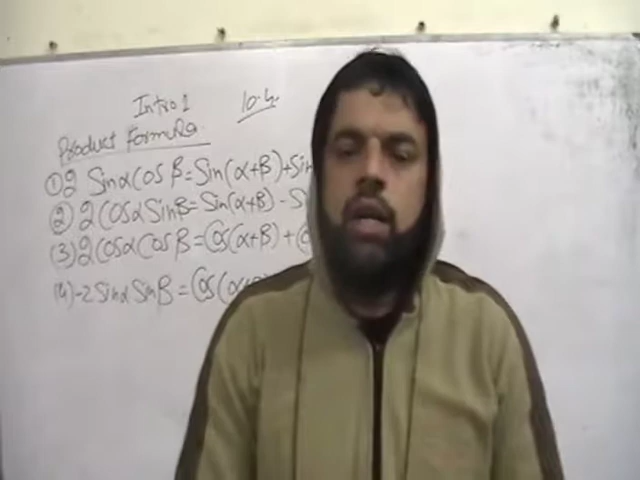 Intro 1 10.4.
Product Formula
① 2 Sinα Cos β = Sin(α+β)+Sin
② 2 Cosα Sinβ = Sin(α+β) - S
(3) 2 Cosα Cos β = Cos(α+β) + (
(4) -2 Sinα Sinβ = Cos(α